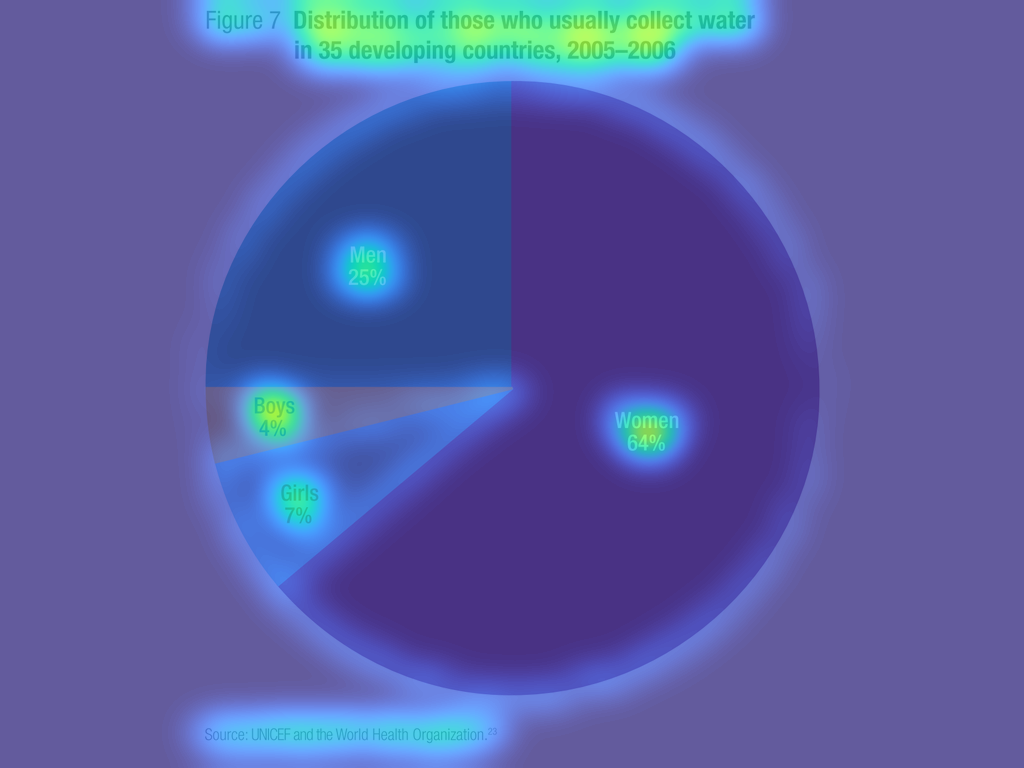 Figure 7 Distribution of those who usually collect water
in 35 developing countries, 2005–2006
Men
25%
Boys
4%
Women
64%
Girls
7%
Source: UNICEF and the World Health Organization.23